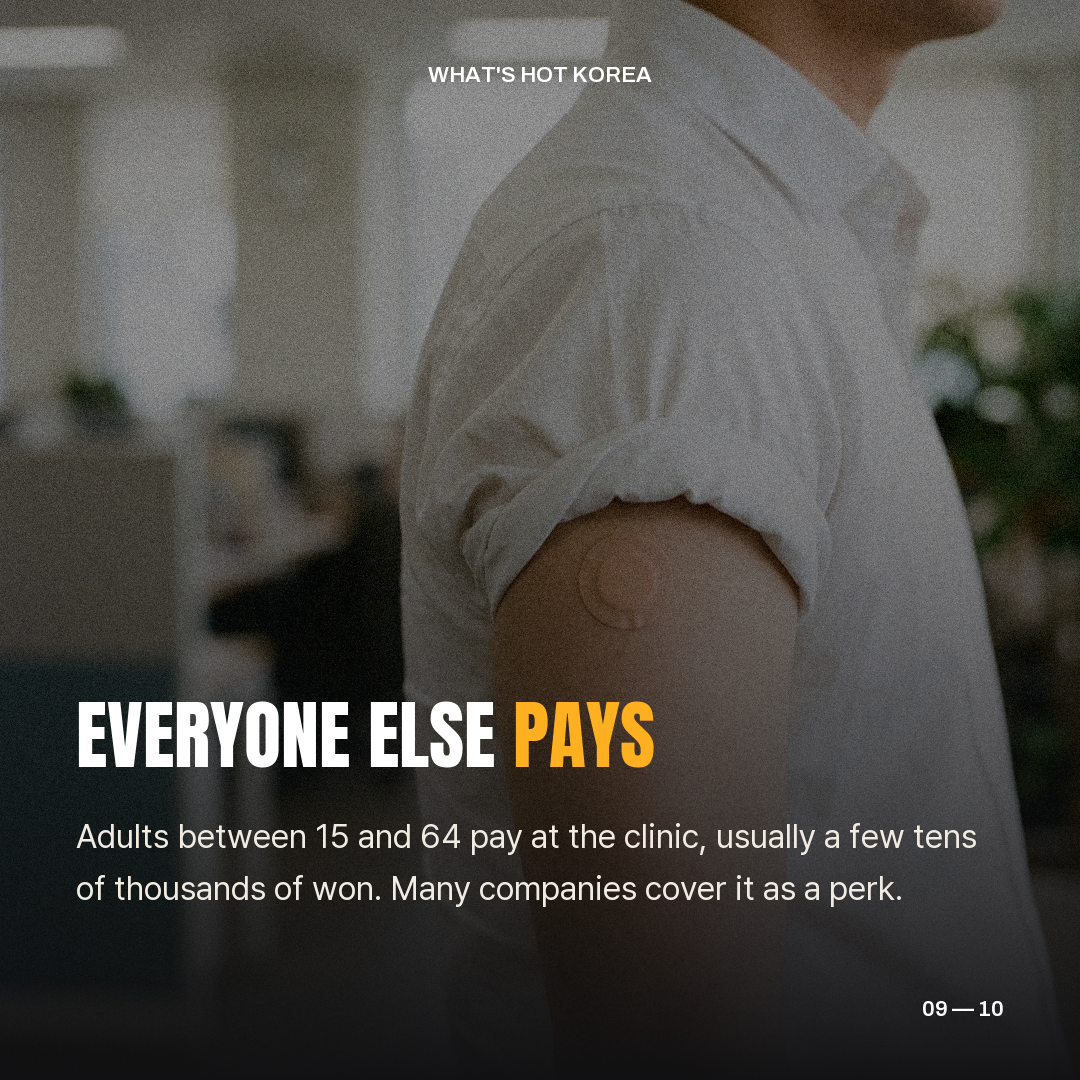 WHAT'S HOT KOREA
EVERYONE ELSE PAYS
Adults between 15 and 64 pay at the clinic, usually a few tens
of thousands of won. Many companies cover it as a perk.
09 — 10